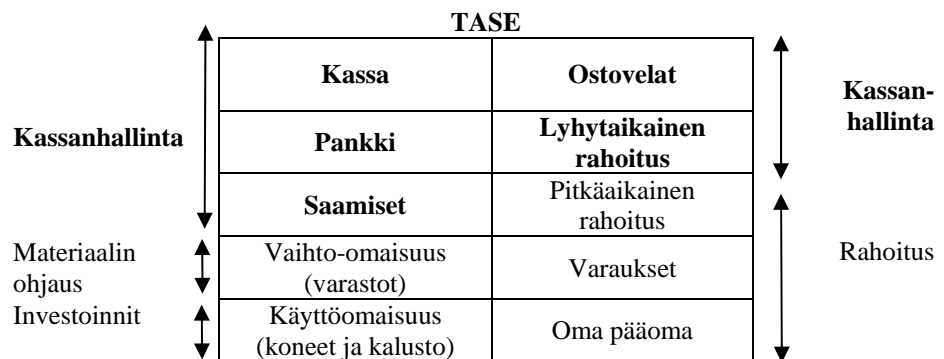 TASE
Kassa Ostovelat
Kassan-
hallinta
Kassanhallinta
Pankki Lyhytaikainen
rahoitus
Saamiset Pitkäaikainen
rahoitus
Materiaalin
ohjaus
Vaihto-omaisuus
(varastot)
Varaukset
Rahoitus
Investoinnit
Käyttöomaisuus
(koneet ja kalusto)
Oma pääoma